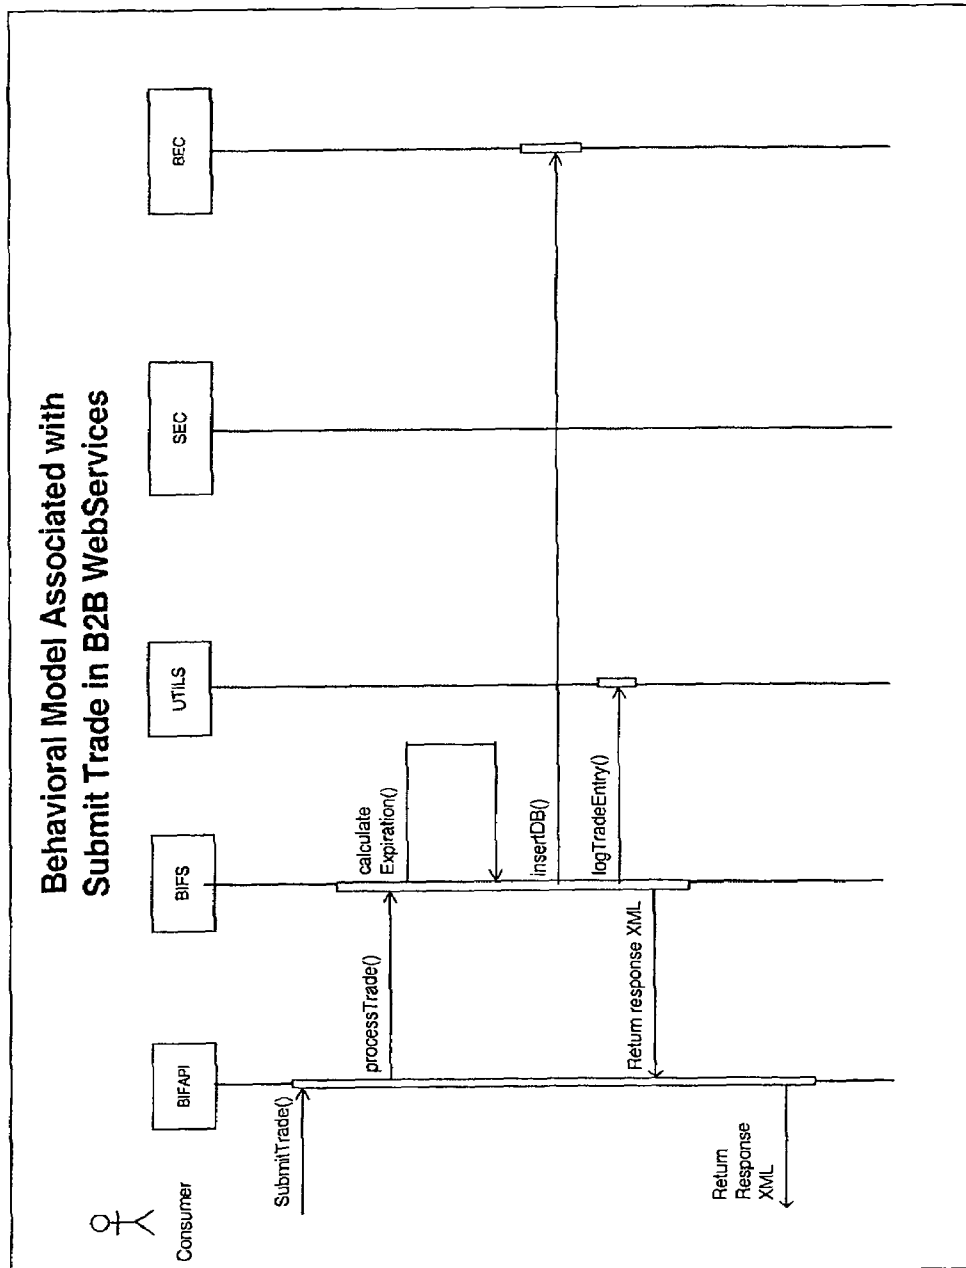 Behavioral Model Associated with
Submit Trade in B2B WebServices
Consumer
BIFAPI
BIFS
UTILS
SEC
BEC
SubmitTrade()
processTrade()
calculate
Expiration()
insertDB()
logTradeEntry()
Return response XML
Return
Response
XML